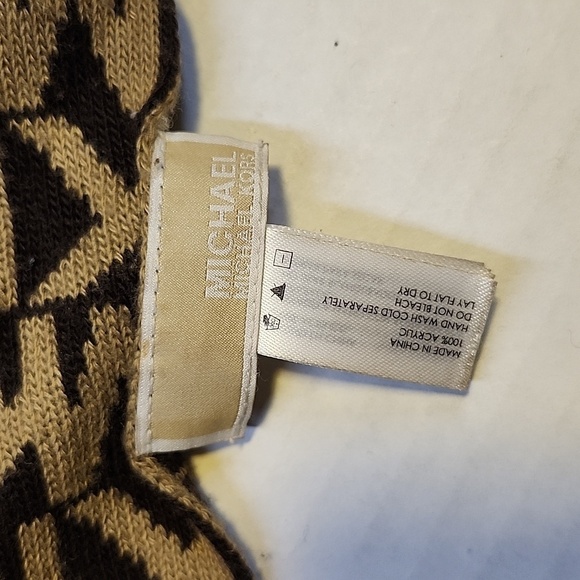 MICHAEL
MICHAEL KORS
MADE IN CHINA
100% ACRYLIC
HAND WASH COLD SEPARATELY
DO NOT BLEACH
LAY FLAT TO DRY